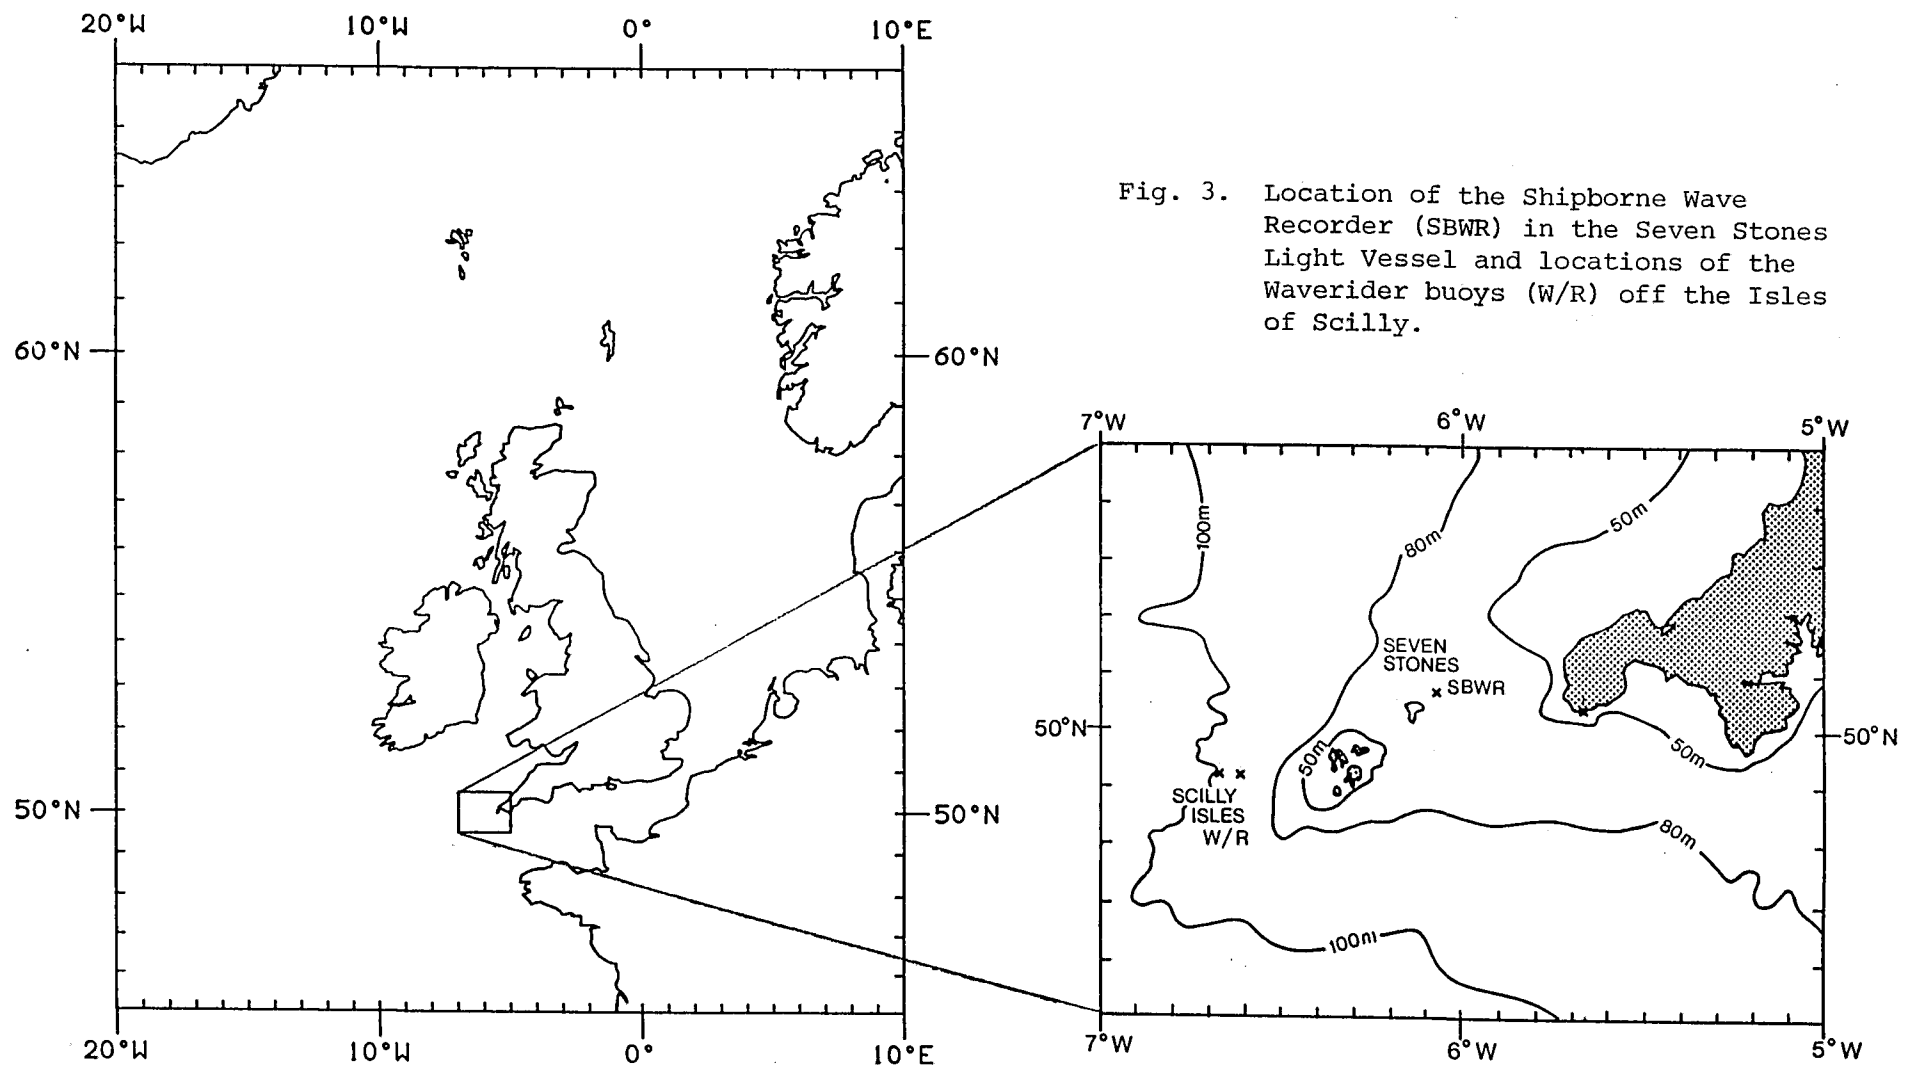 20°W
10°W
0°
10°E
Fig. 3. Location of the Shipborne Wave
Recorder (SBWR) in the Seven Stones
Light Vessel and locations of the
Waverider buoys (W/R) off the Isles
of Scilly.
60°N
60°N
7°W
6°W
5°W
100m
80m
50m
SEVEN
STONES
SBWR
50°N
50°N
50m
50m
SCILLY
ISLES
W/R
50°N
50°N
80m
100m
20°W
10°W
0°
10°E
7°W
6°W
5°W